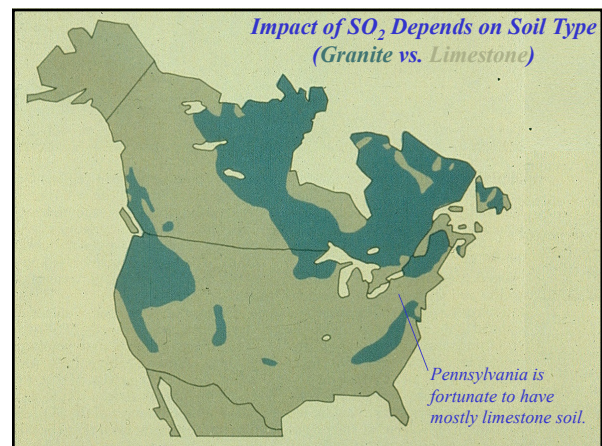 Impact of SO₂ Depends on Soil Type
(Granite vs. Limestone)
Pennsylvania is
fortunate to have
mostly limestone soil.